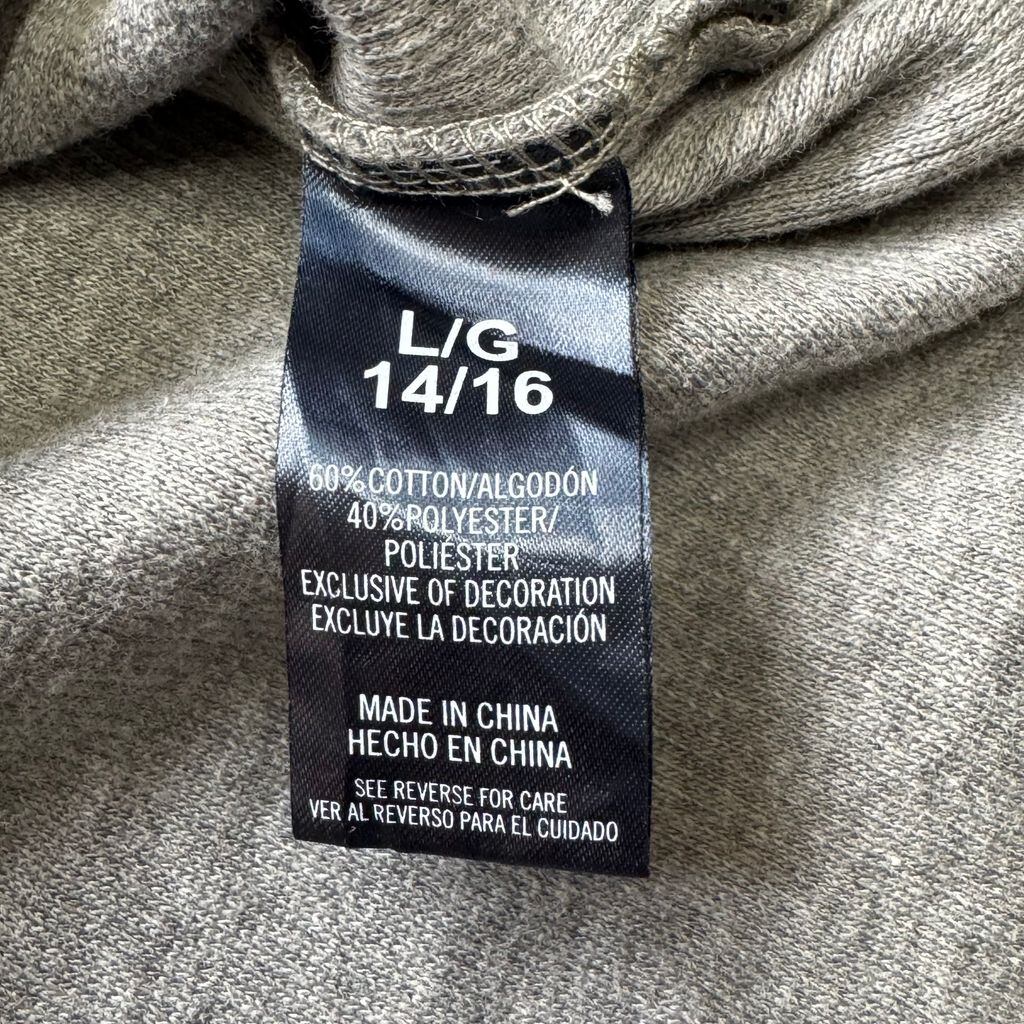 L/G
14/16
60% COTTON/ALGODÓN
40% POLYESTER/
POLIÉSTER
EXCLUSIVE OF DECORATION
EXCLUYE LA DECORACIÓN
MADE IN CHINA
HECHO EN CHINA
SEE REVERSE FOR CARE
VER AL REVERSO PARA EL CUIDADO